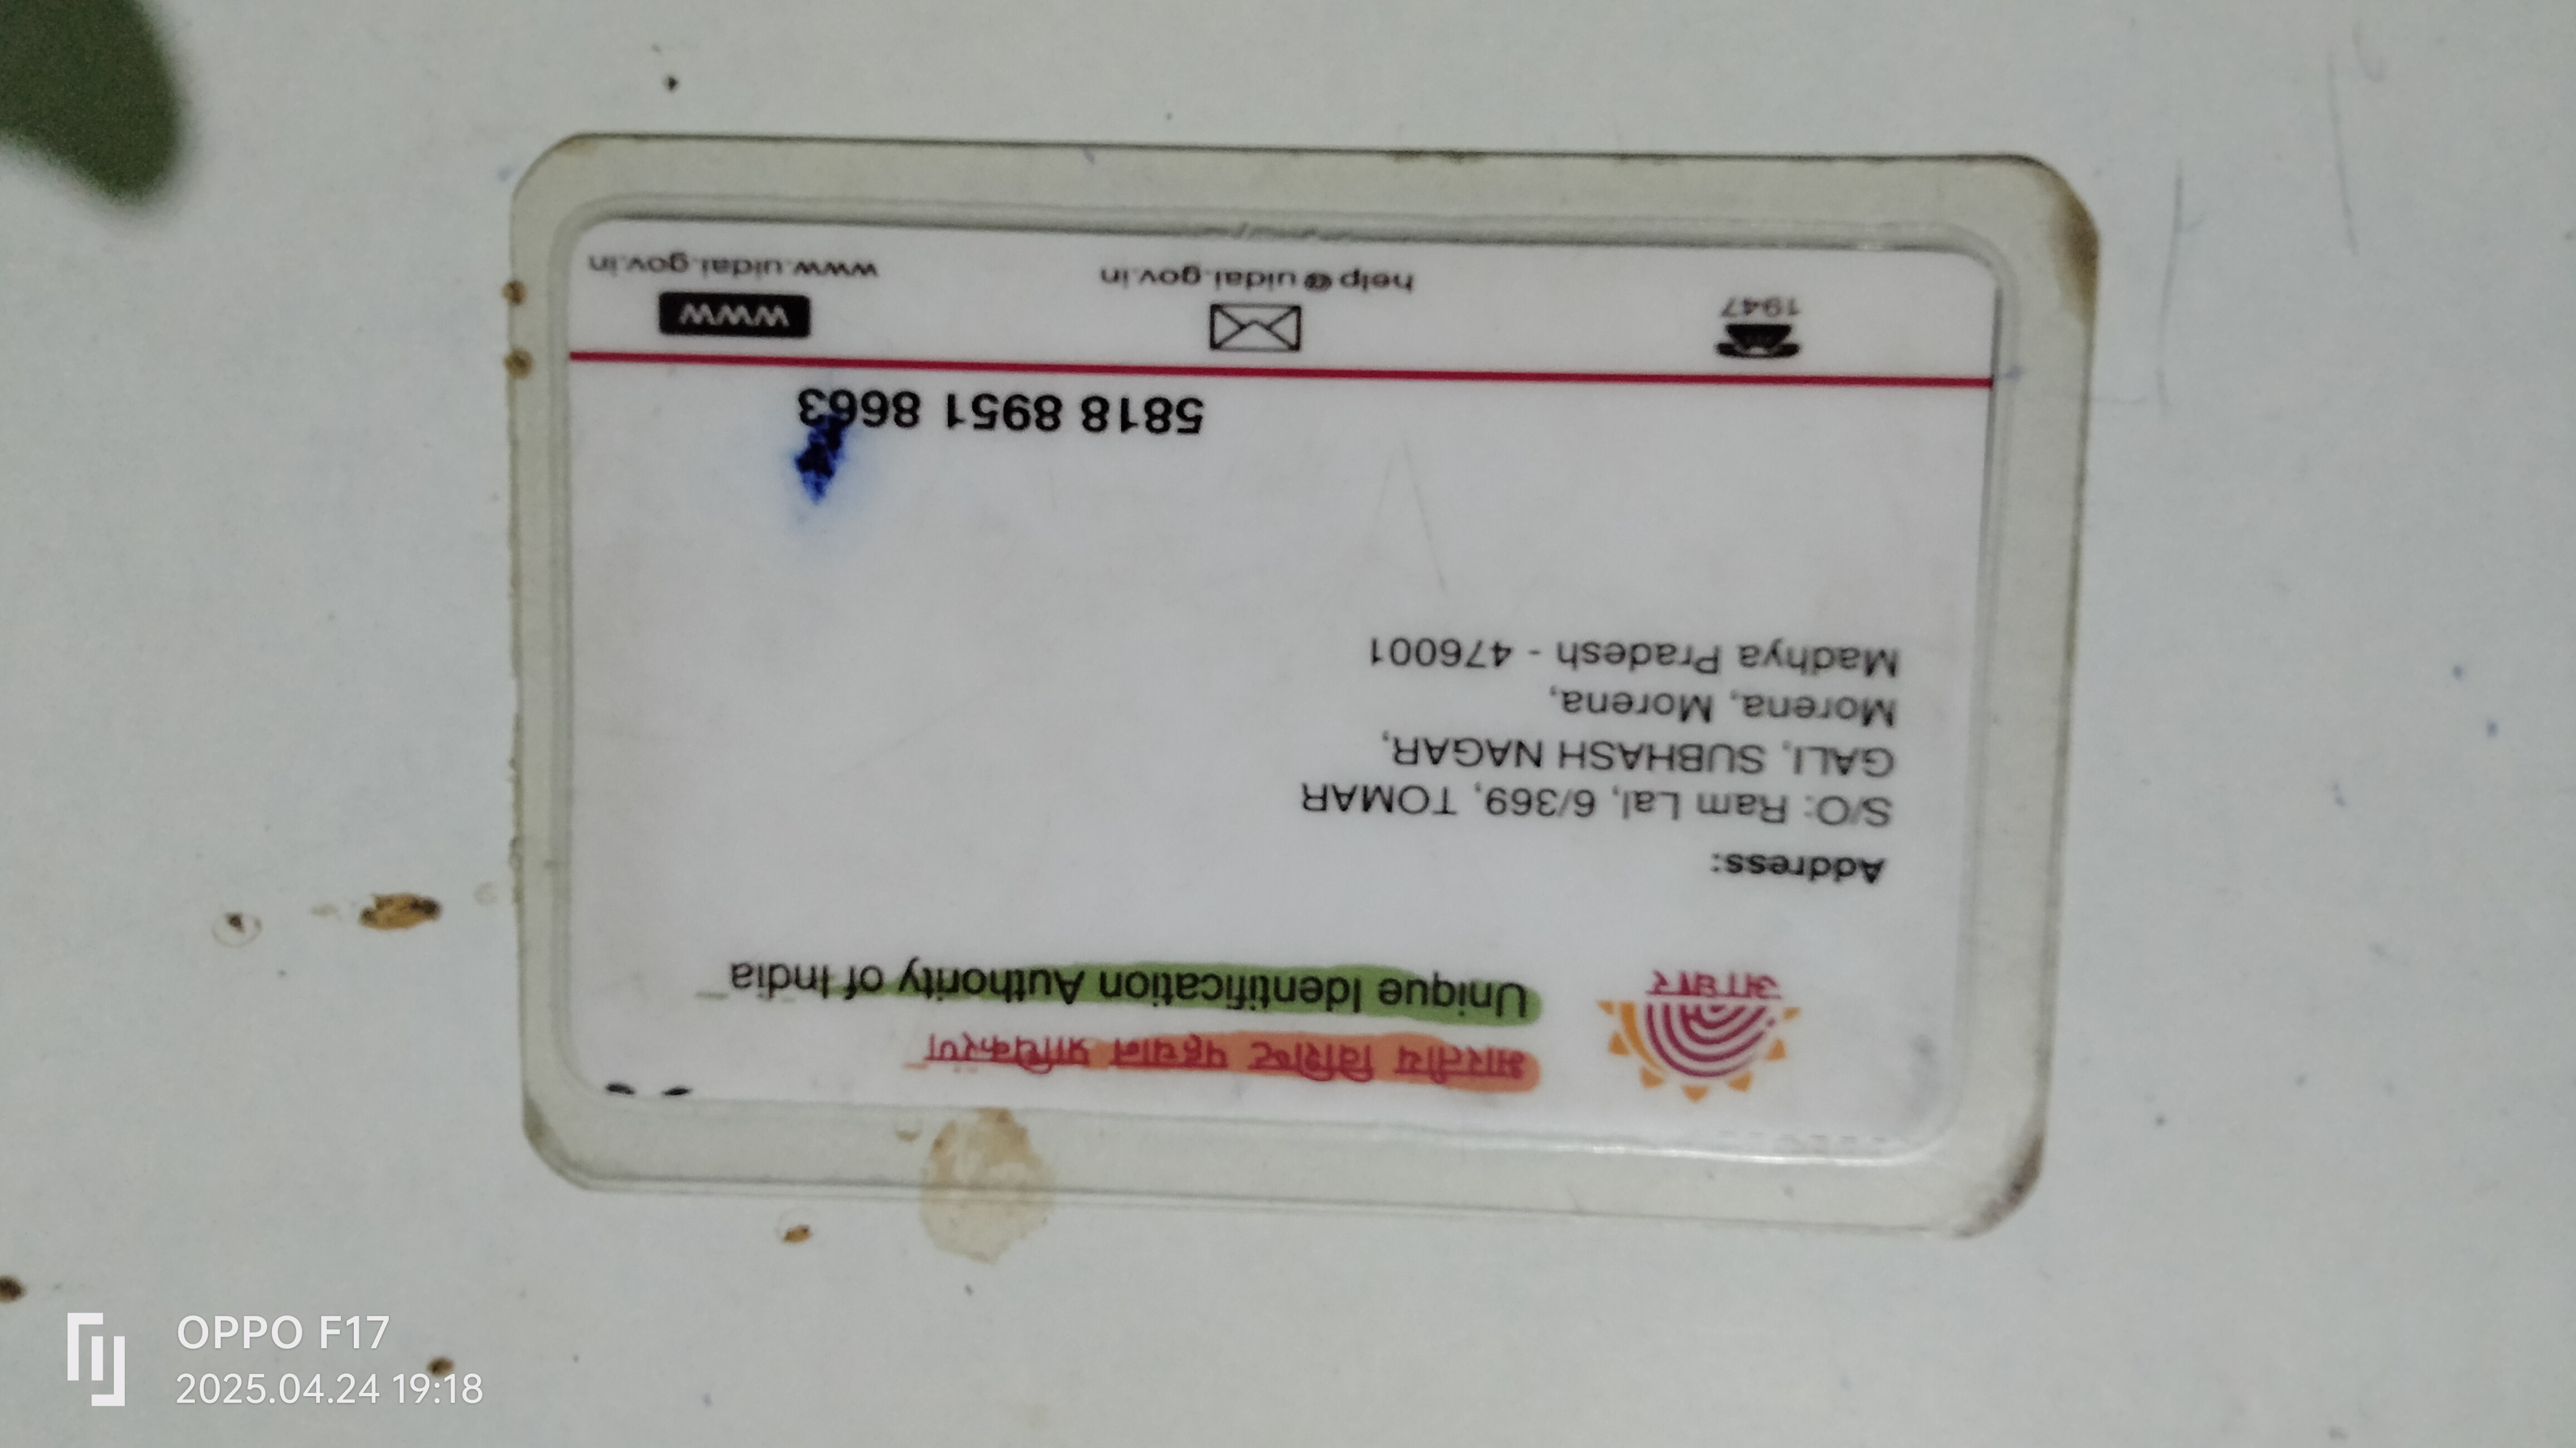 भारतीय विशिष्ट पहचान प्राधिकरण
Unique Identification Authority of India
आधार
Address:
S/O: Ram Lal, 6/369, TOMAR
GALI, SUBHASH NAGAR,
Morena, Morena,
Madhya Pradesh - 476001
5818 8951 8663
1947
help@uidai.gov.in
WWW
www.uidai.gov.in
OPPO F17
2025.04.24 19:18